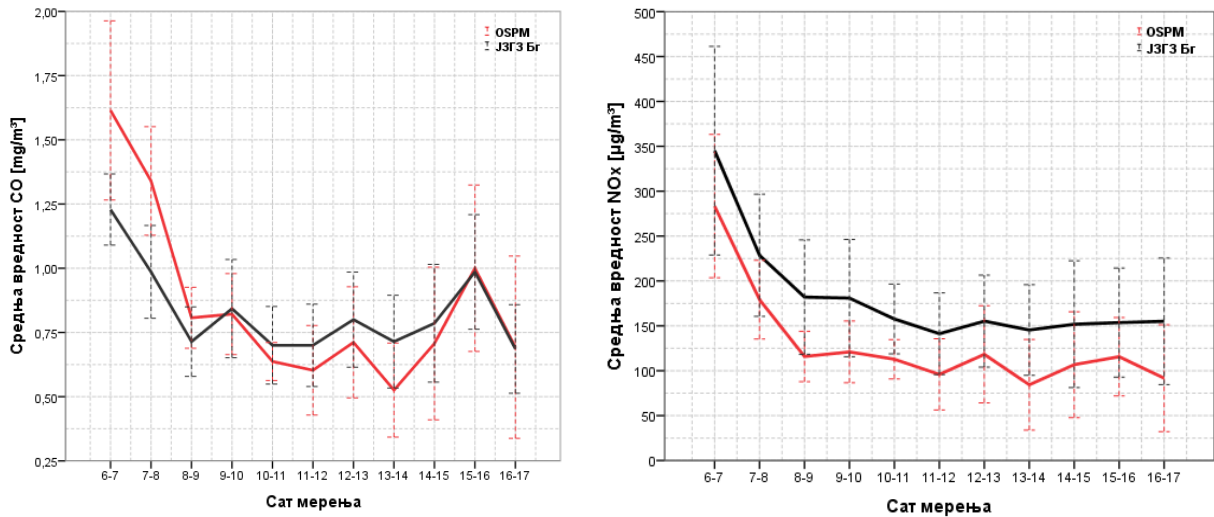 Средња вредност CO [mg/m³]
2,00
1,75
1,50
1,25
1,00
0,75
0,50
0,25
OSPM
ЈЗГЗ Бг
6-7 7-8 8-9 9-10 10-11 11-12 12-13 13-14 14-15 15-16 16-17
Сат мерења
Средња вредност NOx [µg/m³]
500
450
400
350
300
250
200
150
100
50
0
OSPM
ЈЗГЗ Бг
6-7 7-8 8-9 9-10 10-11 11-12 12-13 13-14 14-15 15-16 16-17
Сат мерења